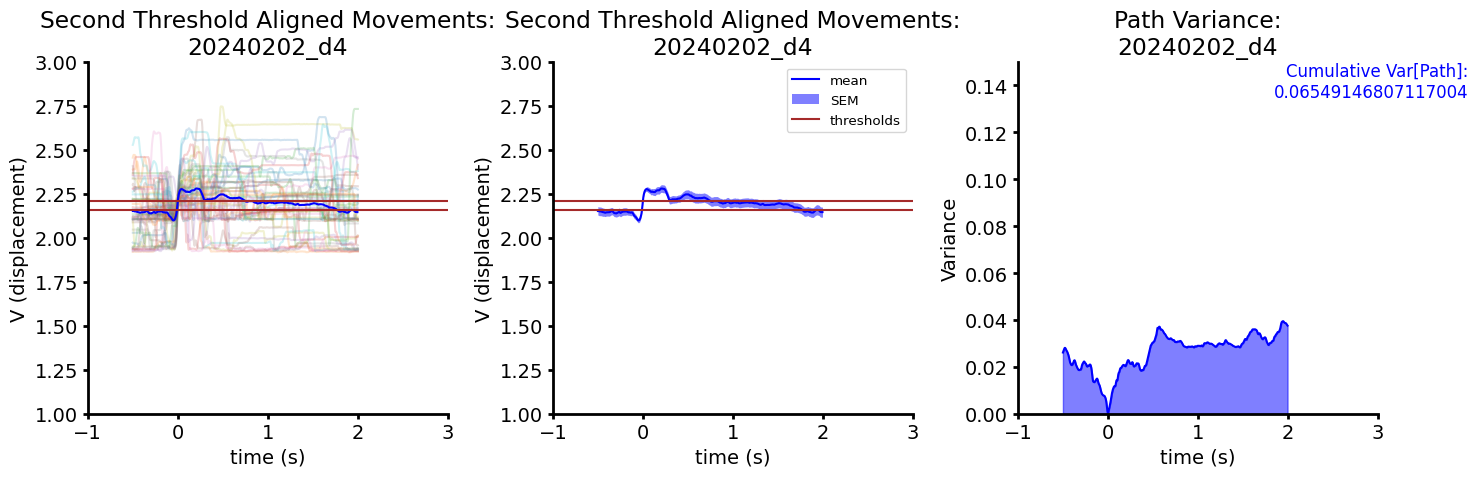 Second Threshold Aligned Movements:
20240202_d4
3.00
2.75
2.50
2.25
2.00
1.75
1.50
1.25
1.00
V (displacement)
−1
0
1
2
3
time (s)
Second Threshold Aligned Movements:
20240202_d4
mean
SEM
thresholds
3.00
2.75
2.50
2.25
2.00
1.75
1.50
1.25
1.00
V (displacement)
−1
0
1
2
3
time (s)
Path Variance:
20240202_d4
Cumulative Var[Path]:
0.06549146807117004
0.14
0.12
0.10
0.08
0.06
0.04
0.02
0.00
Variance
−1
0
1
2
3
time (s)